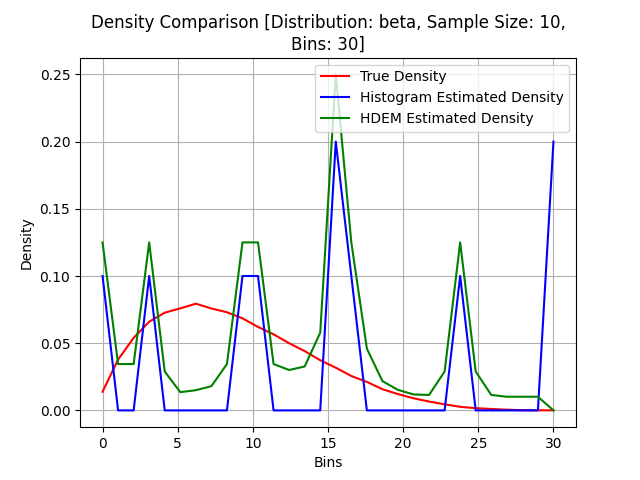 Density Comparison [Distribution: beta, Sample Size: 10,
Bins: 30]
True Density
Histogram Estimated Density
HDEM Estimated Density
Density
0.25
0.20
0.15
0.10
0.05
0.00
0 5 10 15 20 25 30
Bins